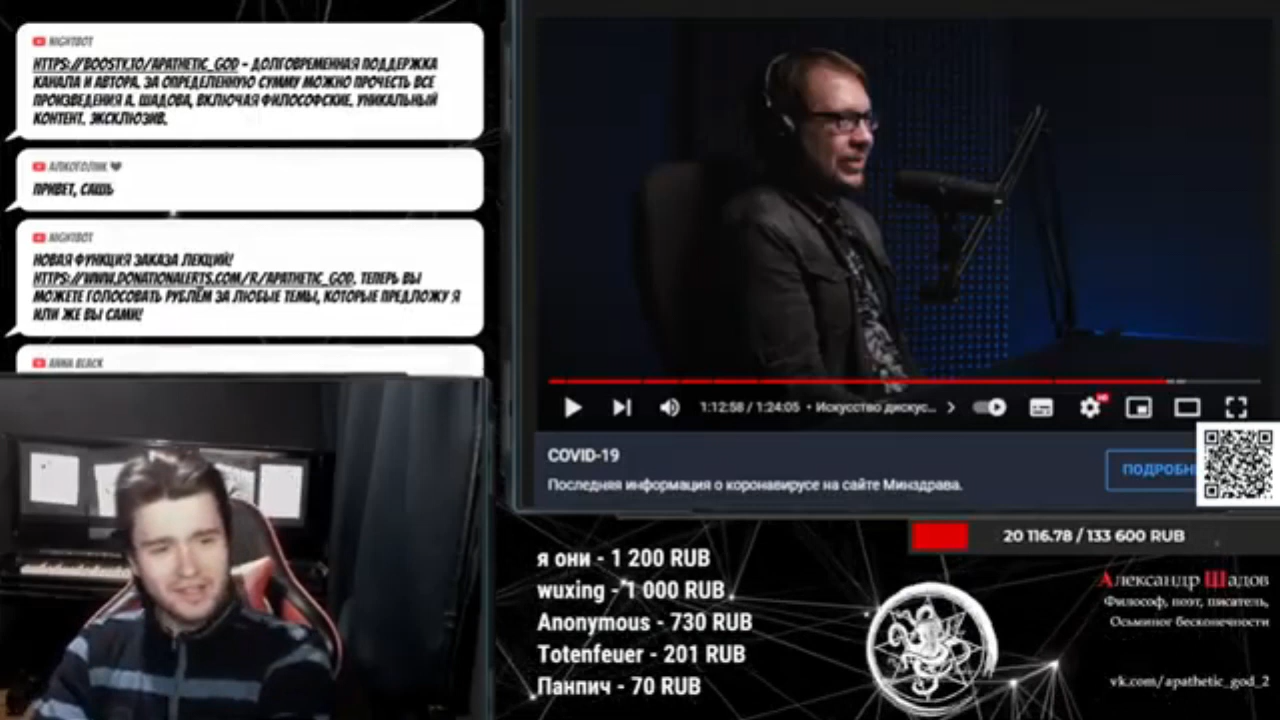 NIGHTBOT
HTTPS://BOOSTY.TO/APATHETIC_GOD - ДОЛГОВРЕМЕННАЯ ПОДДЕРЖКА
КАНАЛА И АВТОРА. ЗА ОПРЕДЕЛЕННУЮ СУММУ МОЖНО ПРОЧЕСТЬ ВСЕ
ПРОИЗВЕДЕНИЯ А. ШАДОВА, ВКЛЮЧАЯ ФИЛОСОФСКИЕ. УНИКАЛЬНЫЙ
КОНТЕНТ. ЭКСКЛЮЗИВ.
АЛКОГОЛИК
ПРИВЕТ, САШЬ
NIGHTBOT
НОВАЯ ФУНКЦИЯ ЗАКАЗА ЛЕКЦИЙ!
HTTPS://WWW.DONATIONALERTS.COM/R/APATHETIC_GOD. ТЕПЕРЬ ВЫ
МОЖЕТЕ ГОЛОСОВАТЬ РУБЛЁМ ЗА ЛЮБЫЕ ТЕМЫ, КОТОРЫЕ ПРЕДЛОЖУ Я
ИЛИ ЖЕ ВЫ САМИ!
ANNA BLACK
1:12:58 / 1:24:05 • Искусство дискус...
COVID-19
Последняя информация о коронавирусе на сайте Минздрава.
ПОДРОБН
20 116.78 / 133 600 RUB
я они - 1 200 RUB
wuxing - 1 000 RUB
Anonymous - 730 RUB
Totenfeuer - 201 RUB
Панпич - 70 RUB
Александр Шадов
Философ, поэт, писатель,
Осьминог бесконечности
vk.com/apathetic_god_2